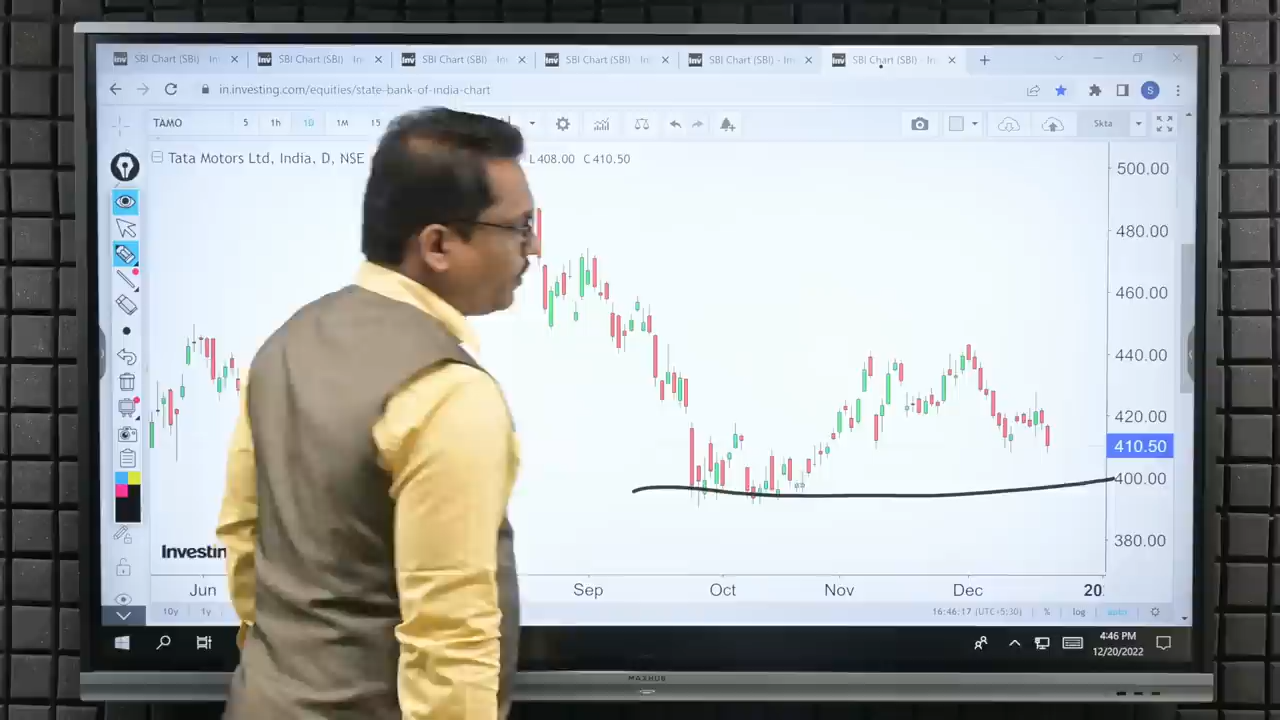 SBI Chart (SBI) SBI Chart (SBI) SBI Chart (SBI) SBI Chart (SBI) SBI Chart (SBI) - In SBI Chart (SBI)
in.investing.com/equities/state-bank-of-india-chart
TAMO 5 1h 1D 1M 15 Skta
Tata Motors Ltd, India, D, NSE L408.00 C410.50
500.00
480.00
460.00
440.00
420.00
410.50
400.00
380.00
Investin
Jun Sep Oct Nov Dec 20
10y 1y 16:46:17 (UTC+5:30) % log auto
4:46 PM
12/20/2022
MAXHUB